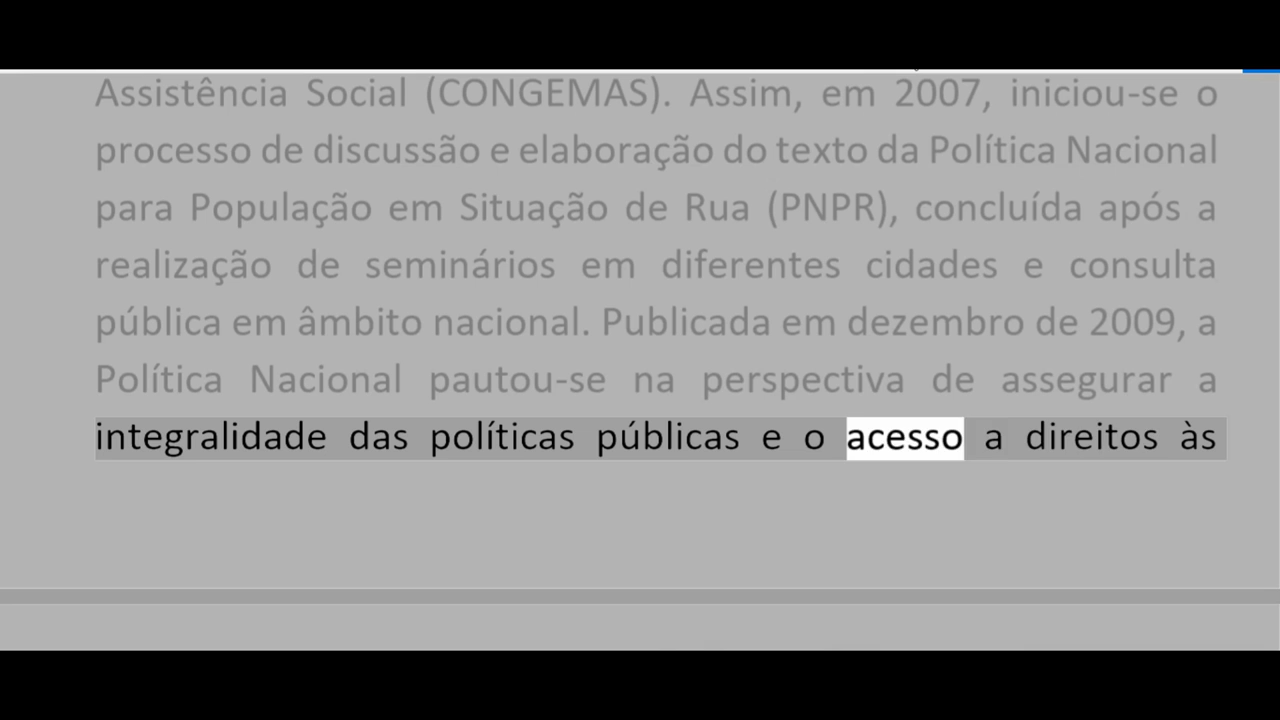 Assistência Social (CONGEMAS). Assim, em 2007, iniciou-se o
processo de discussão e elaboração do texto da Política Nacional
para População em Situação de Rua (PNPR), concluída após a
realização de seminários em diferentes cidades e consulta
pública em âmbito nacional. Publicada em dezembro de 2009, a
Política Nacional pautou-se na perspectiva de assegurar a
integralidade das políticas públicas e o acesso a direitos às